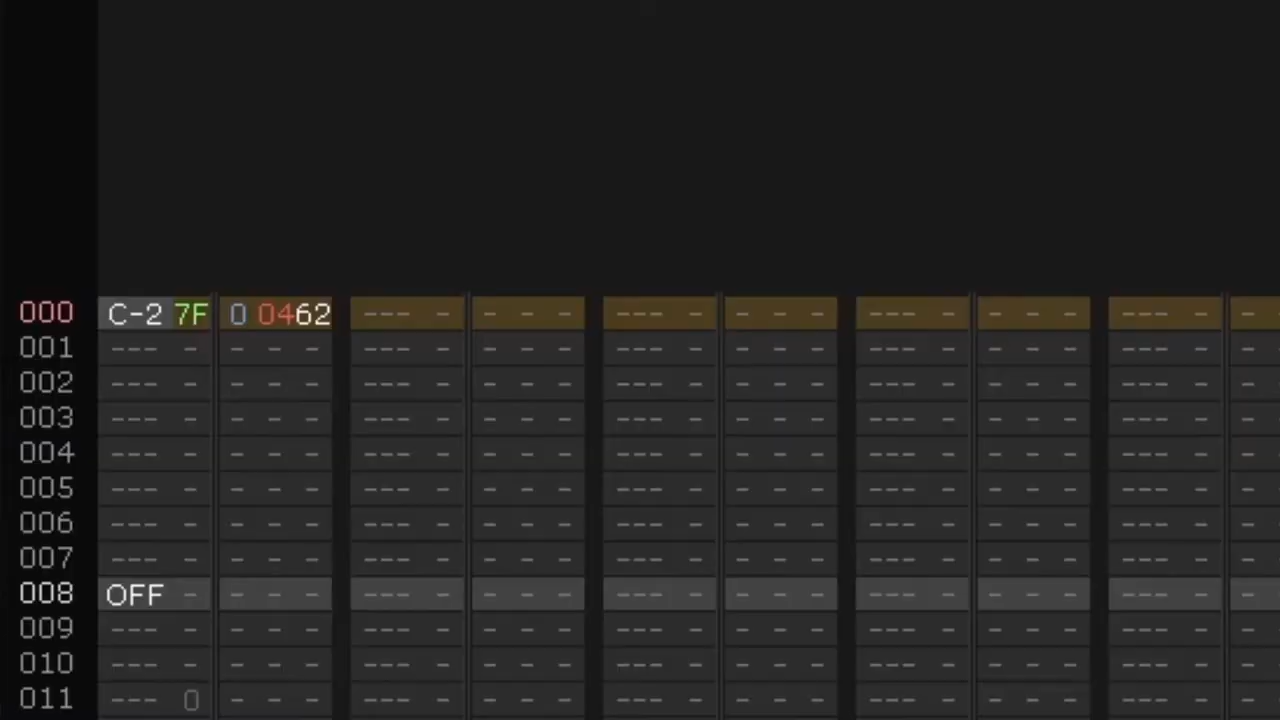 000 C-2 7F 0 0462 --- - - - - --- - - - - --- - - - - --- - -
001 --- - - - - --- - - - - --- - - - - --- - - - - --- - -
002 --- - - - - --- - - - - --- - - - - --- - - - - --- - -
003 --- - - - - --- - - - - --- - - - - --- - - - - --- - -
004 --- - - - - --- - - - - --- - - - - --- - - - - --- - -
005 --- - - - - --- - - - - --- - - - - --- - - - - --- - -
006 --- - - - - --- - - - - --- - - - - --- - - - - --- - -
007 --- - - - - --- - - - - --- - - - - --- - - - - --- - -
008 OFF - - - - --- - - - - --- - - - - --- - - - - --- - -
009 --- - - - - --- - - - - --- - - - - --- - - - - --- - -
010 --- - - - - --- - - - - --- - - - - --- - - - - --- - -
011 --- 0 - - - --- - - - - --- - - - - --- - - - - --- - -